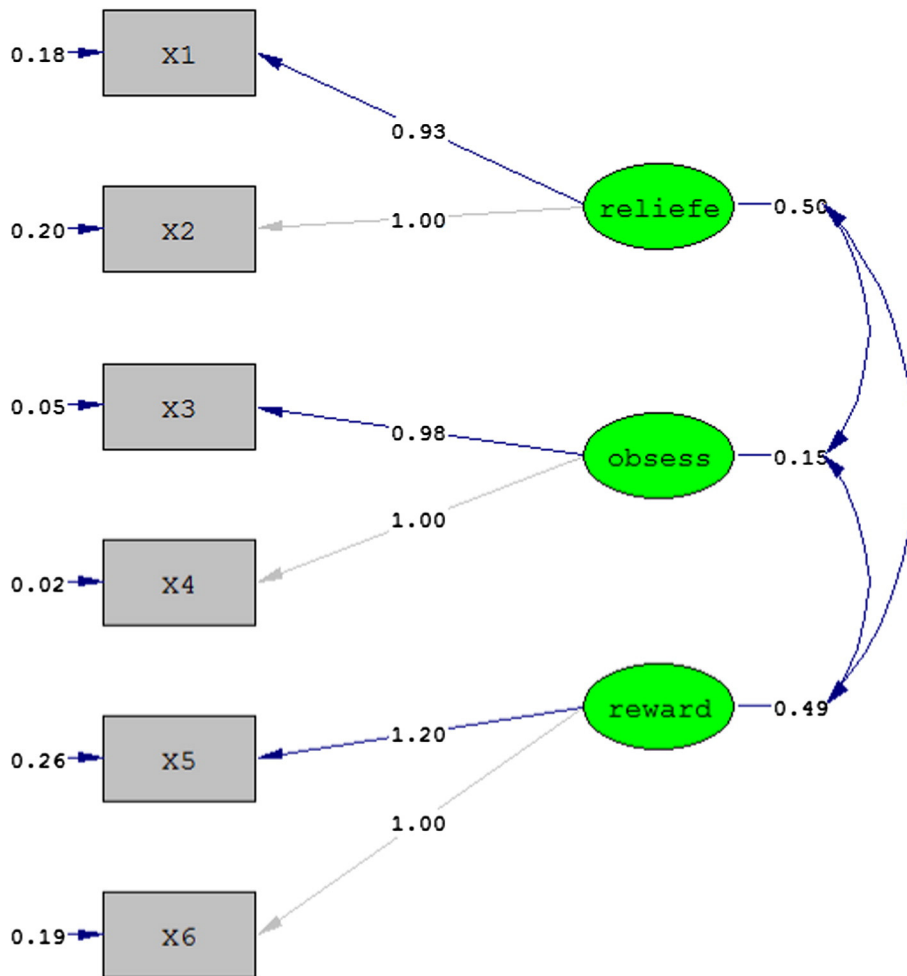 0.18 X1
0.93
reliefe 0.50
0.20 X2
1.00
0.05 X3
0.98
obsess 0.15
1.00
0.02 X4
reward 0.49
1.20
0.26 X5
1.00
0.19 X6